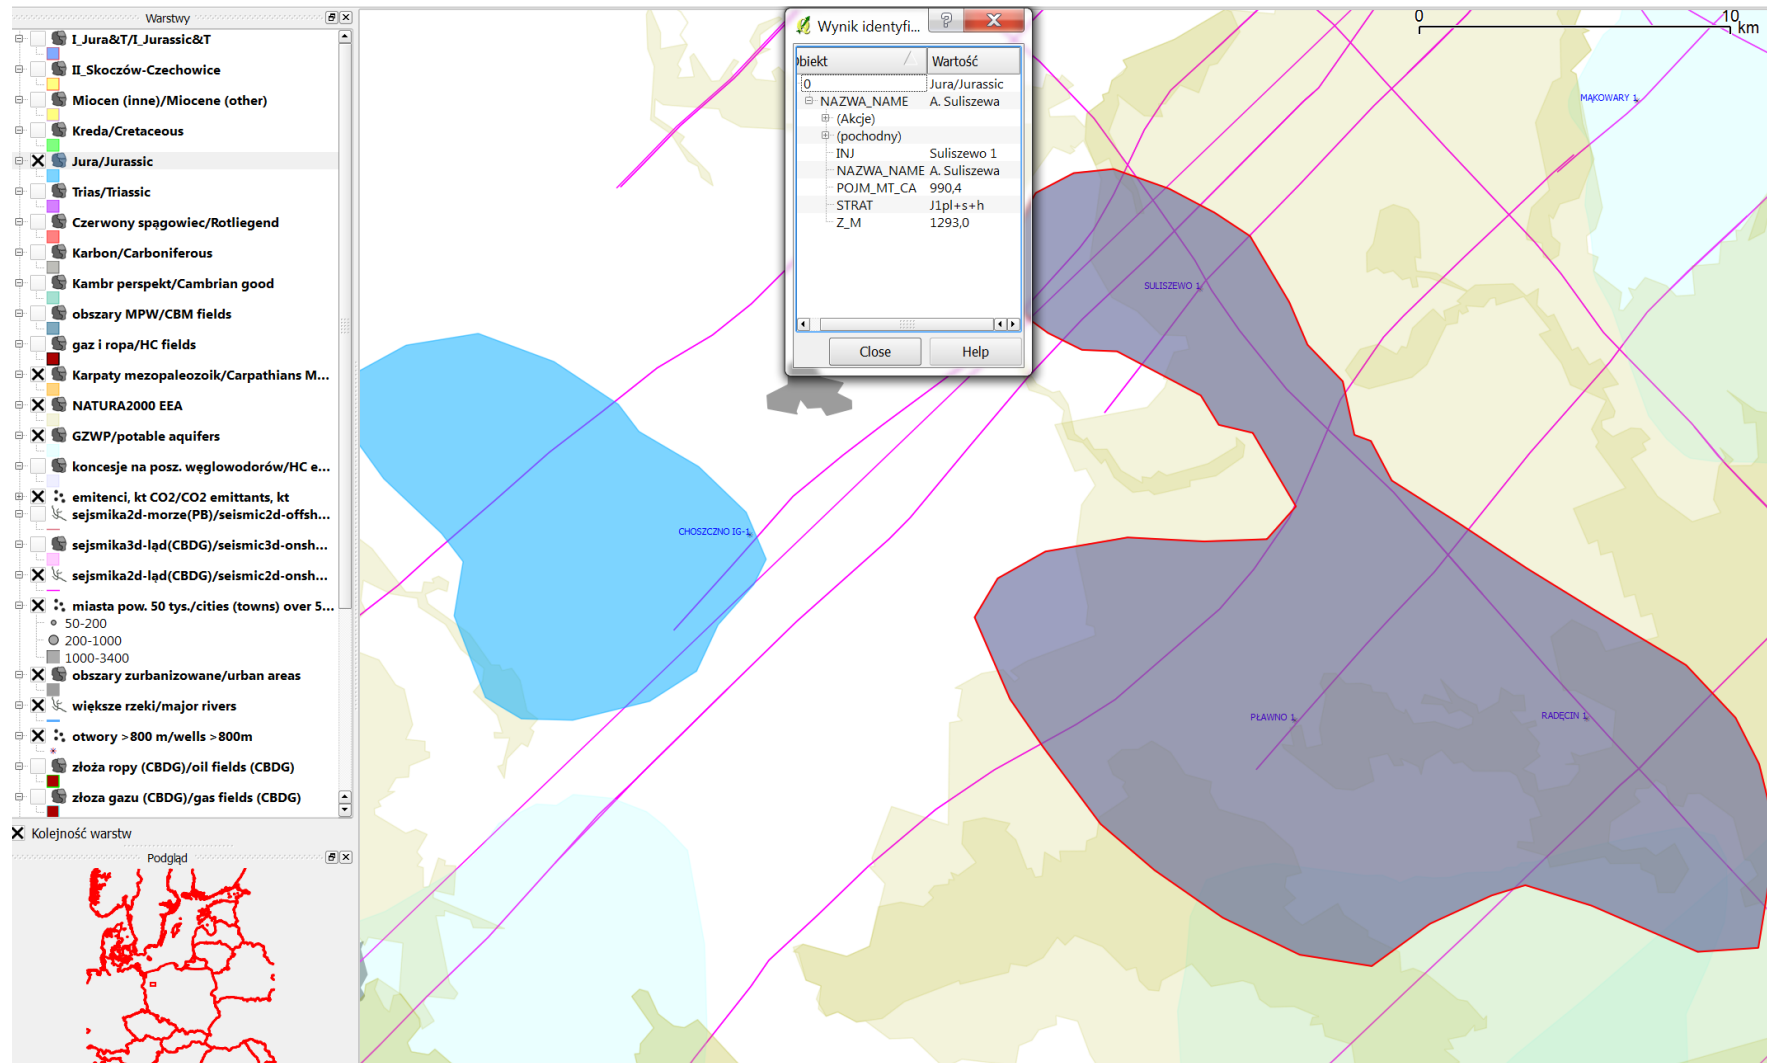 Warstwy
I_Jura&T/I_Jurassic&T
II_Skoczów-Czechowice
Miocen (inne)/Miocene (other)
Kreda/Cretaceous
Jura/Jurassic
Trias/Triassic
Czerwony spągowiec/Rotliegend
Karbon/Carboniferous
Kambr perspekt/Cambrian good
obszary MPW/CBM fields
gaz i ropa/HC fields
Karpaty mezopaleozoik/Carpathians M...
NATURA2000 EEA
GZWP/potable aquifers
koncesje na posz. węglowodorów/HC e...
emitenci, kt CO2/CO2 emittants, kt
sejsmika2d-morze(PB)/seismic2d-offsh...
sejsmika3d-ląd(CBDG)/seismic3d-onsh...
sejsmika2d-ląd(CBDG)/seismic2d-onsh...
miasta pow. 50 tys./cities (towns) over 5...
50-200
200-1000
1000-3400
obszary zurbanizowane/urban areas
większe rzeki/major rivers
otwory >800 m/wells >800m
złoża ropy (CBDG)/oil fields (CBDG)
złoza gazu (CBDG)/gas fields (CBDG)
Kolejność warstw
Podgląd
Wynik identyfi...
Obiekt Wartość
0 Jura/Jurassic
NAZWA_NAME A. Suliszewa
(Akcje)
(pochodny)
INJ Suliszewo 1
NAZWA_NAME A. Suliszewa
POJM_MT_CA 990,4
STRAT J1pl+s+h
Z_M 1293,0
Close Help
0 10
km
MĄKOWARY 1
SULISZEWO 1
CHOSZCZNO IG-1
PŁAWNO 1
RADĘCIN 1